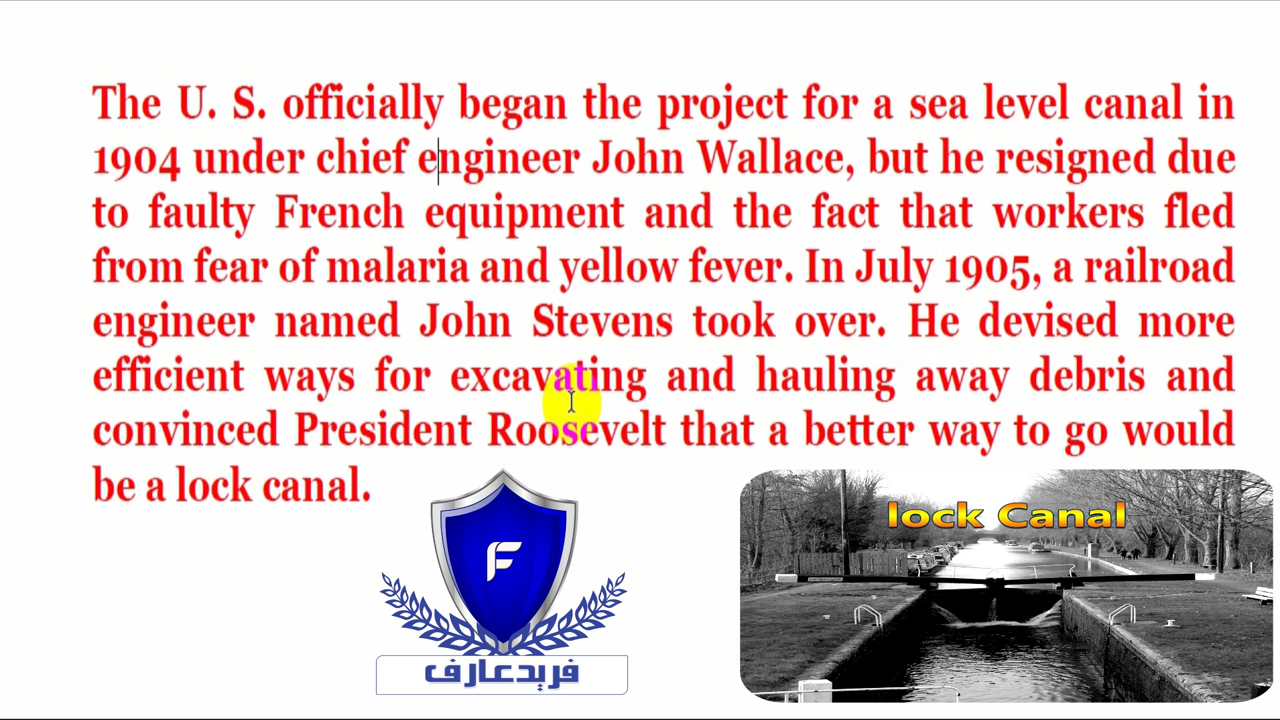 The U. S. officially began the project for a sea level canal in
1904 under chief engineer John Wallace, but he resigned due
to faulty French equipment and the fact that workers fled
from fear of malaria and yellow fever. In July 1905, a railroad
engineer named John Stevens took over. He devised more
efficient ways for excavating and hauling away debris and
convinced President Roosevelt that a better way to go would
be a lock canal.
lock Canal
F
فريدعارف